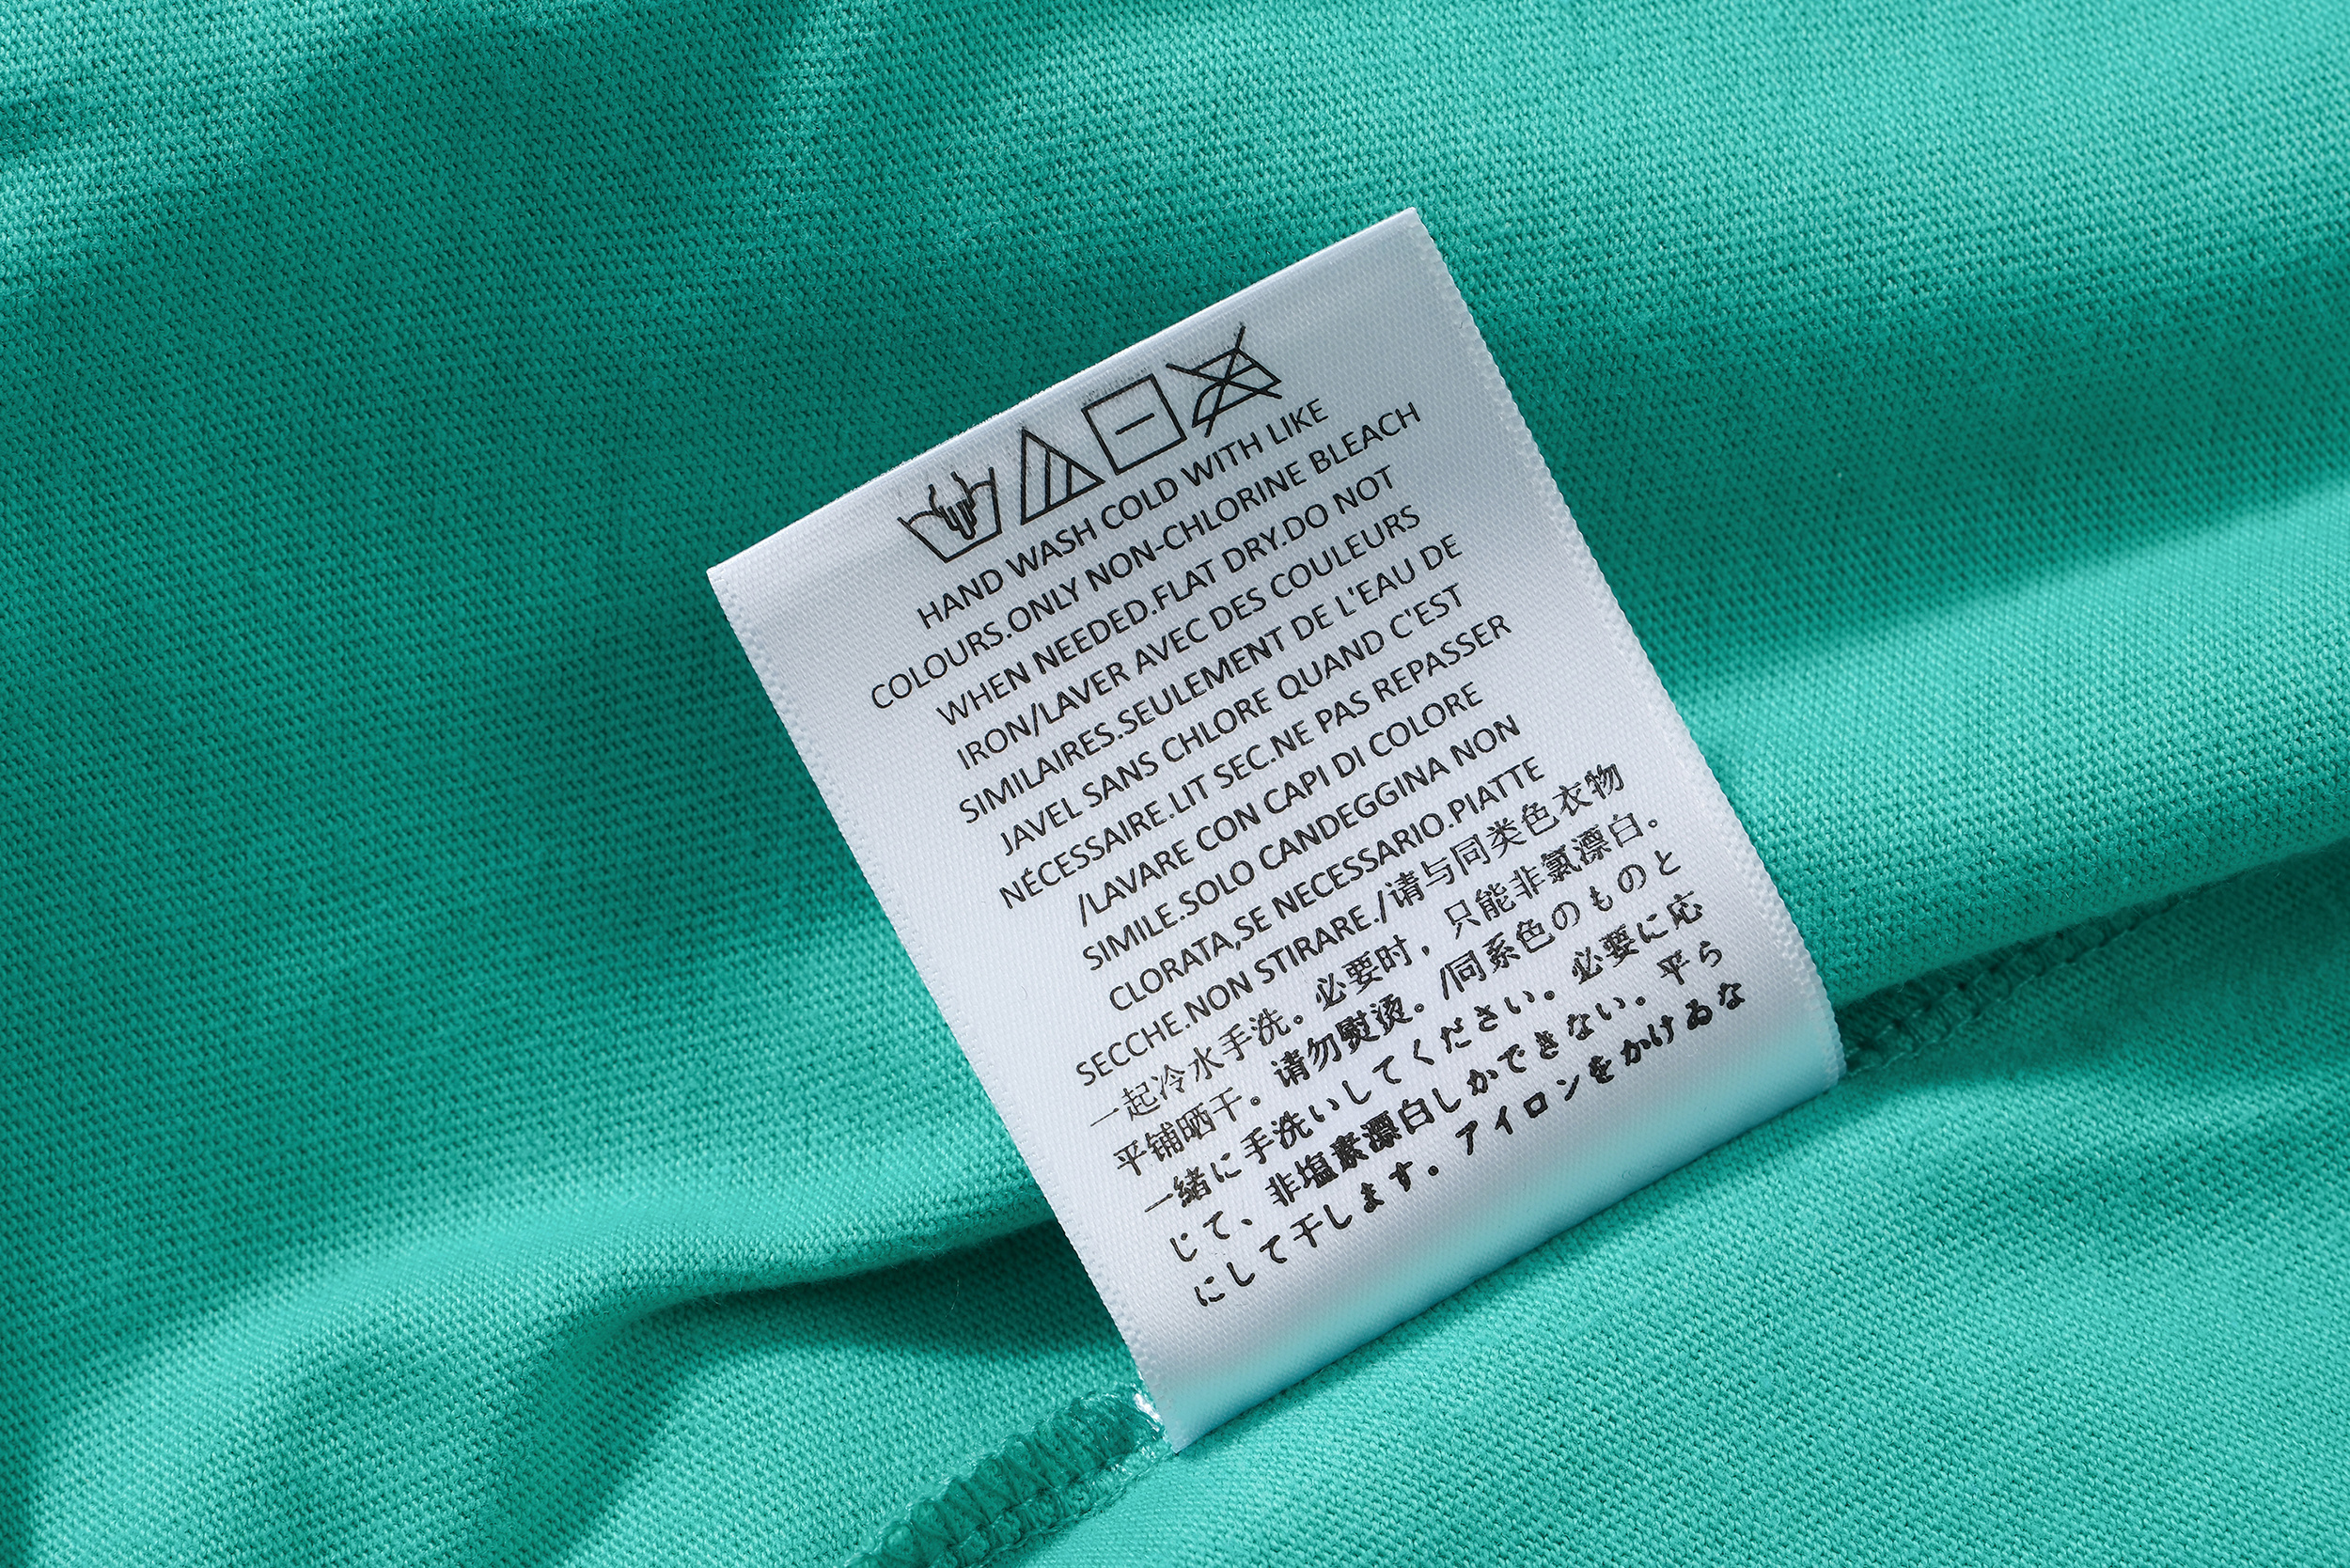 HAND WASH COLD WITH LIKE
COLOURS.ONLY NON-CHLORINE BLEACH
WHEN NEEDED.FLAT DRY.DO NOT
IRON/LAVER AVEC DES COULEURS
SIMILAIRES.SEULEMENT DE L'EAU DE
JAVEL SANS CHLORE QUAND C'EST
NÉCESSAIRE.LIT SEC.NE PAS REPASSER
/LAVARE CON CAPI DI COLORE
SIMILE.SOLO CANDEGGINA NON
CLORATA,SE NECESSARIO.PIATTE
SECCHE.NON STIRARE./请与同类色衣物
一起冷水手洗。必要时，只能非氯漂白。
平铺晒干。请勿熨烫。/同系色のものと
一緒に手洗いしてください。必要に応
じて、非塩素漂白しかできない。平ら
にして干します。アイロンをかけるな